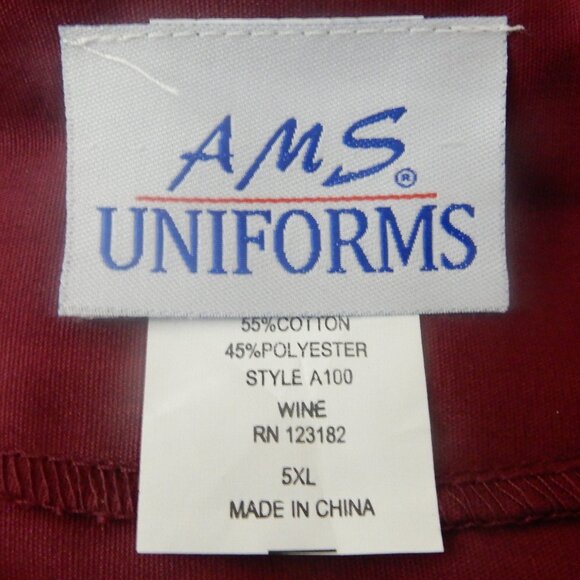 AMS®
UNIFORMS
55%COTTON
45%POLYESTER
STYLE A100
WINE
RN 123182
5XL
MADE IN CHINA